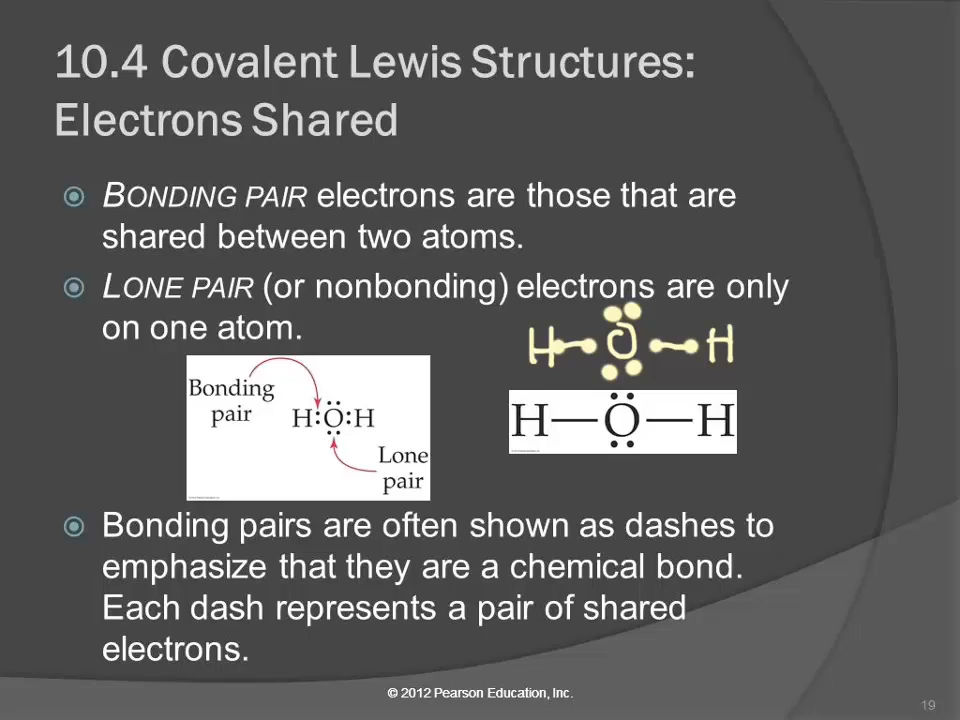 10.4 Covalent Lewis Structures:
Electrons Shared
BONDING PAIR electrons are those that are
shared between two atoms.
LONE PAIR (or nonbonding) electrons are only
on one atom.
Bonding
pair
H:O:H
Lone
pair
H O H
H—O—H
Bonding pairs are often shown as dashes to
emphasize that they are a chemical bond.
Each dash represents a pair of shared
electrons.
© 2012 Pearson Education, Inc.
19